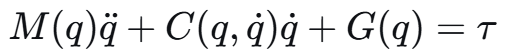 M(q)q̈ + C(q, q̇)q̇ + G(q) = τ